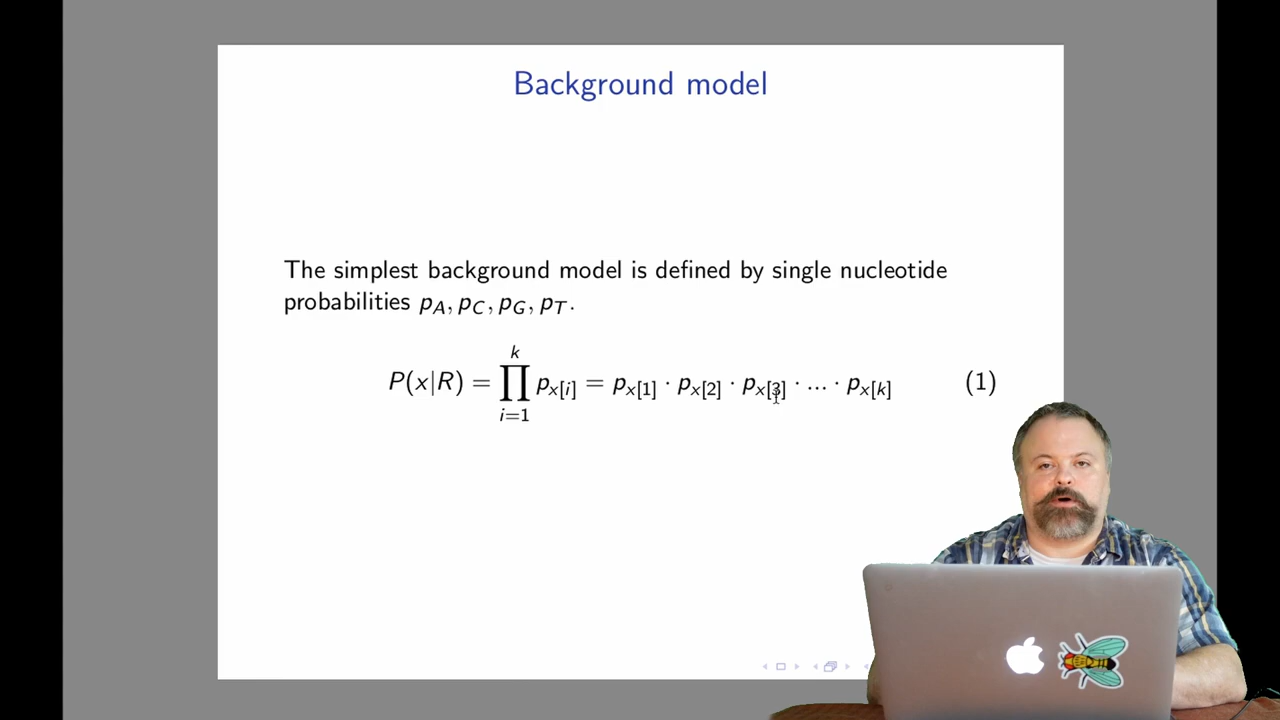 Background model
The simplest background model is defined by single nucleotide
probabilities p_A, p_C, p_G, p_T.
P(x|R) = ∏_{i=1}^{k} p_{x[i]} = p_{x[1]} · p_{x[2]} · p_{x[3]} · ... · p_{x[k]} (1)